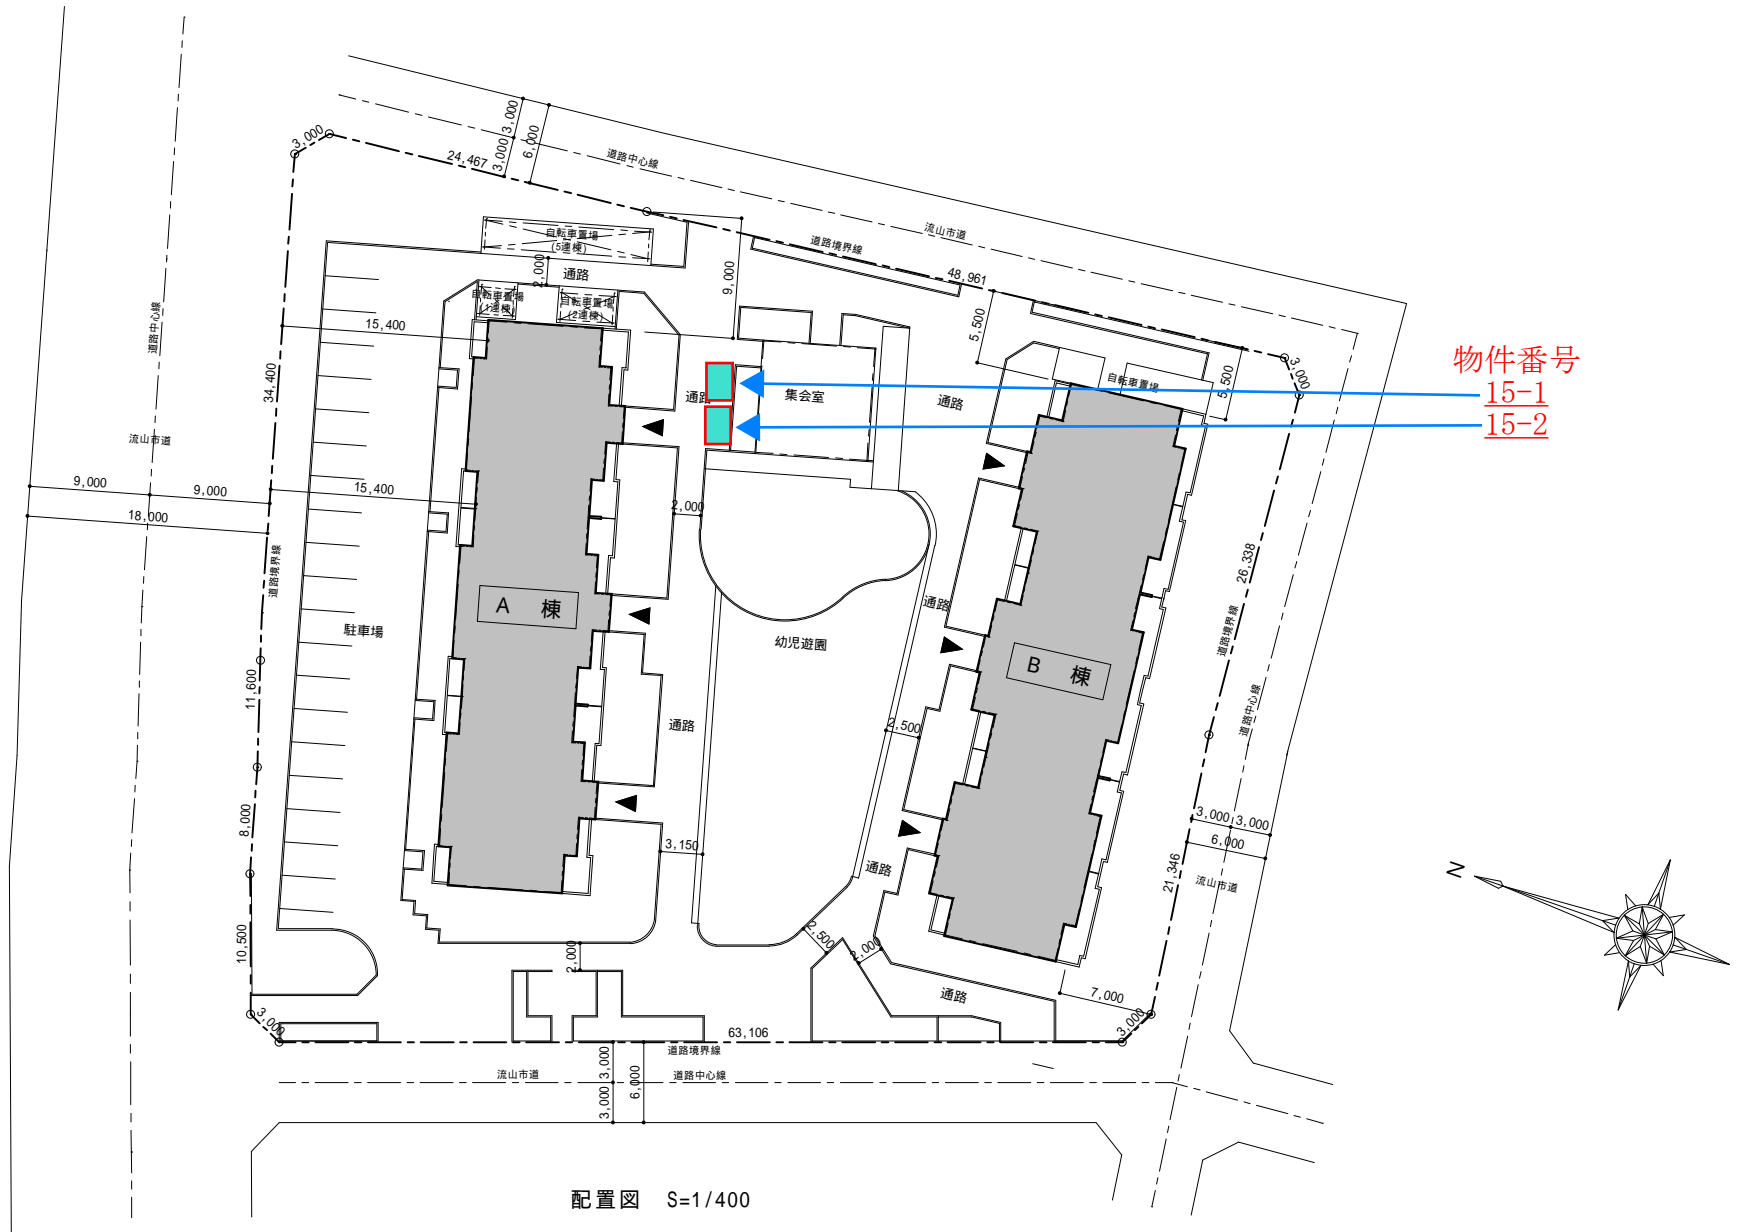 3,000
24,467
3,000
3,000
6,000
道路中心線
流山市道
道路境界線
48,961
自転車置場
(5連棟)
通路
2,000
9,000
自転車置場
(1連棟)
自転車置場
(2連棟)
15,400
5,500
3,000
自転車置場
5,500
物件番号
15-1
15-2
道路中心線
34,400
通路
集会室
通路
流山市道
9,000
9,000
15,400
18,000
2,000
道路境界線
26,338
A 棟
通路
駐車場
幼児遊園
道路境界線
B 棟
11,600
通路
2,500
道路中心線
8,000
3,150
3,000
3,000
6,000
通路
21,346
流山市道
N
10,500
2,500
2,000
2,000
通路
7,000
3,000
3,000
63,106
道路境界線
流山市道
道路中心線
3,000
3,000
6,000
配置図 S=1/400